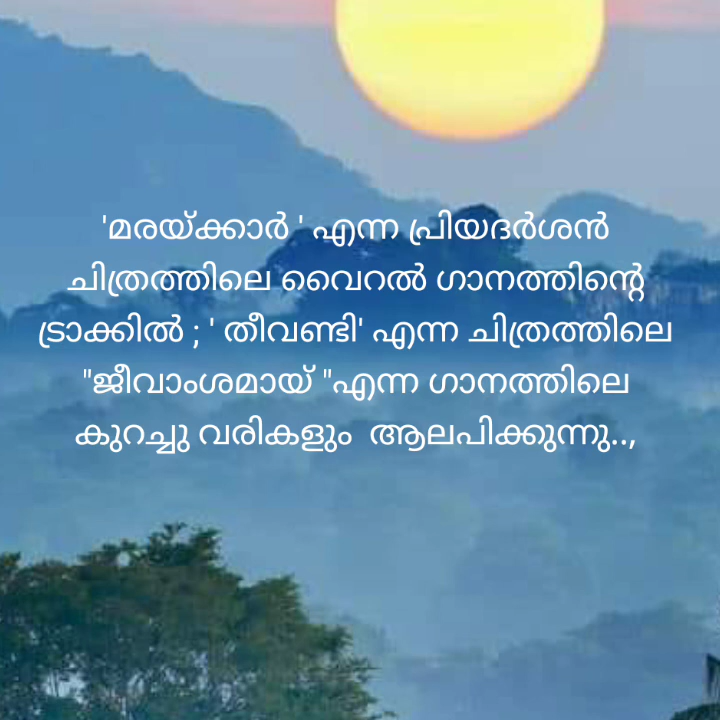 'മരയ്ക്കാർ ' എന്ന പ്രിയദർശൻ
ചിത്രത്തിലെ വൈറൽ ഗാനത്തിന്റെ
ട്രാക്കിൽ ; ' തീവണ്ടി' എന്ന ചിത്രത്തിലെ
"ജീവാംശമായ് "എന്ന ഗാനത്തിലെ
കുറച്ചു വരികളും  ആലപിക്കുന്നു..,